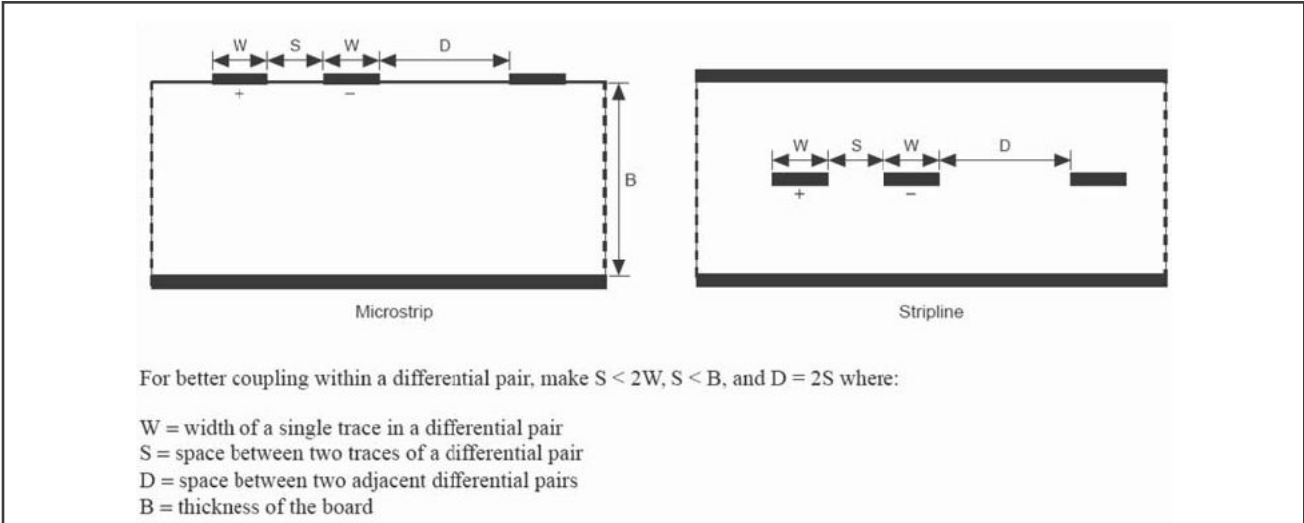 W S W D
+ −
B
Microstrip
W S W D
+ −
Stripline
For better coupling within a differential pair, make S < 2W, S < B, and D = 2S where:
W = width of a single trace in a differential pair
S = space between two traces of a differential pair
D = space between two adjacent differential pairs
B = thickness of the board